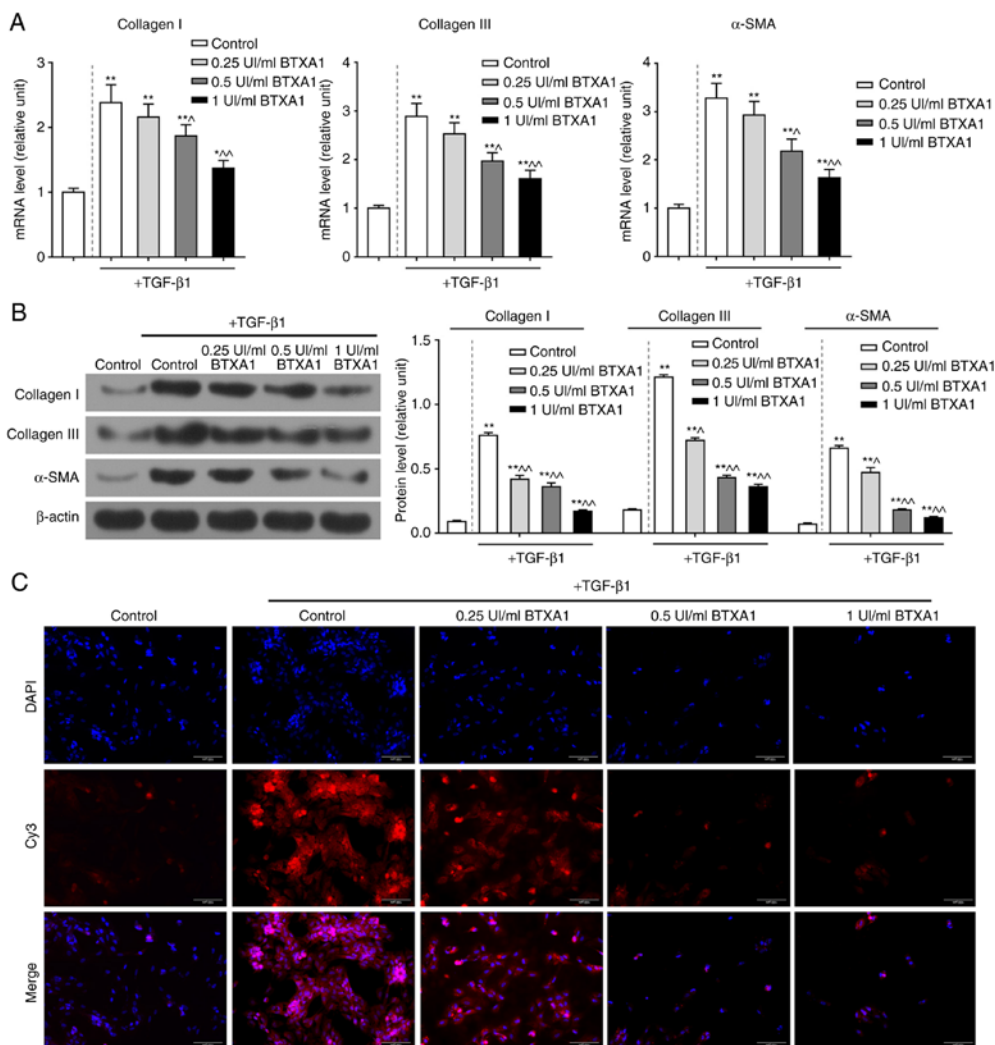 A
Collagen I
Control
0.25 UI/ml BTXA1
0.5 UI/ml BTXA1
1 UI/ml BTXA1
mRNA level (relative unit)
3
2
1
0
**
**
**^
*^^
+TGF-β1
Collagen III
Control
0.25 UI/ml BTXA1
0.5 UI/ml BTXA1
1 UI/ml BTXA1
mRNA level (relative unit)
4
3
2
1
0
**
**
**^
**^^
+TGF-β1
α-SMA
Control
0.25 UI/ml BTXA1
0.5 UI/ml BTXA1
1 UI/ml BTXA1
mRNA level (relative unit)
4
3
2
1
0
**
**
**^
**^^
+TGF-β1
B
+TGF-β1
Control
Control
0.25 UI/ml BTXA1
0.5 UI/ml BTXA1
1 UI/ml BTXA1
Collagen I
Collagen III
α-SMA
β-actin
Protein level (relative unit)
1.5
1.0
0.5
0.0
Collagen I
Control
0.25 UI/ml BTXA1
0.5 UI/ml BTXA1
1 UI/ml BTXA1
**
**^^
**^^
**^^
+TGF-β1
Collagen III
Control
0.25 UI/ml BTXA1
0.5 UI/ml BTXA1
1 UI/ml BTXA1
**
**^
**^^
**^^
+TGF-β1
α-SMA
Control
0.25 UI/ml BTXA1
0.5 UI/ml BTXA1
1 UI/ml BTXA1
**
**^
**^^
**^^
+TGF-β1
C
+TGF-β1
Control
Control
0.25 UI/ml BTXA1
0.5 UI/ml BTXA1
1 UI/ml BTXA1
DAPI
Cy3
Merge